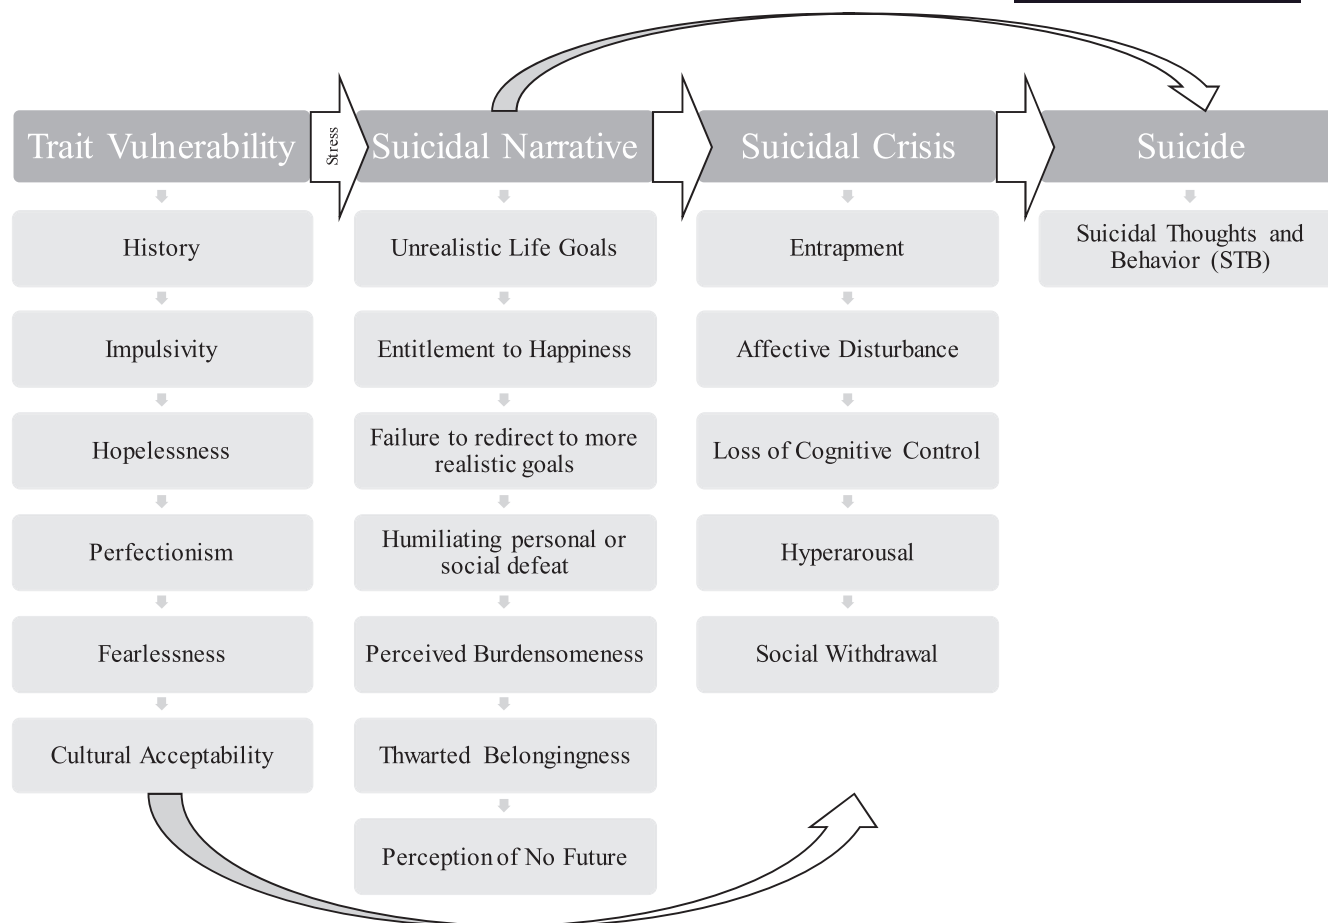 Trait Vulnerability
Stress
Suicidal Narrative
Suicidal Crisis
Suicide
History
Impulsivity
Hopelessness
Perfectionism
Fearlessness
Cultural Acceptability
Unrealistic Life Goals
Entitlement to Happiness
Failure to redirect to more
realistic goals
Humiliating personal or
social defeat
Perceived Burdensomeness
Thwarted Belongingness
Perception of No Future
Entrapment
Affective Disturbance
Loss of Cognitive Control
Hyperarousal
Social Withdrawal
Suicidal Thoughts and
Behavior (STB)